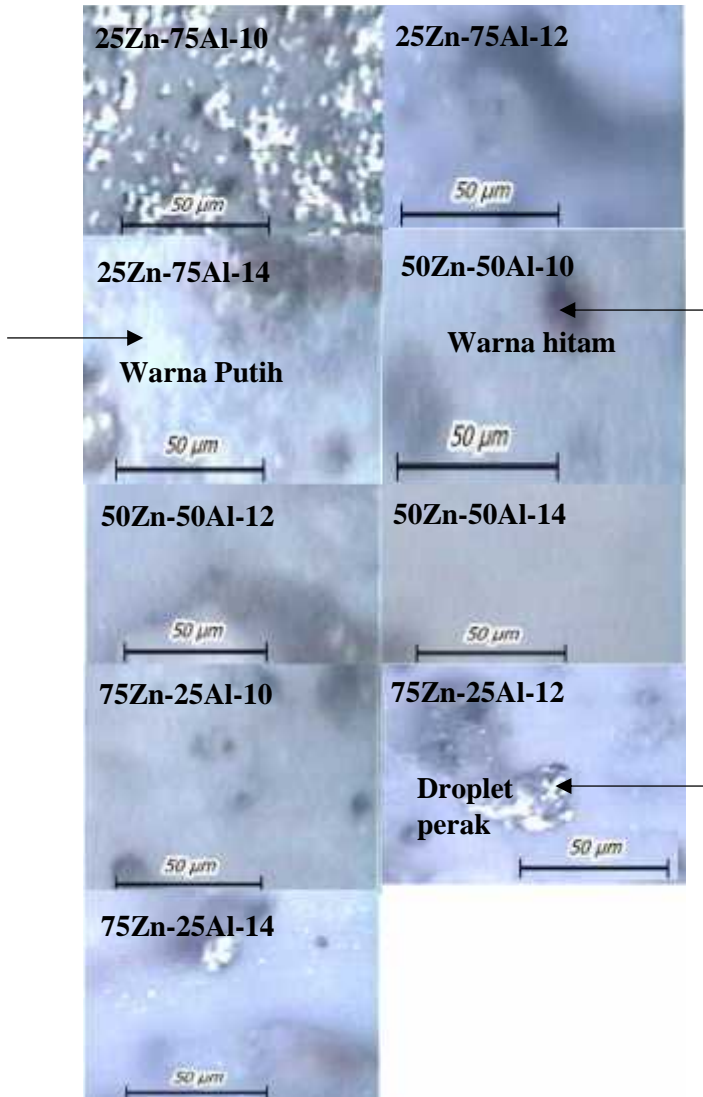 25Zn-75Al-10
25Zn-75Al-12
50 µm
50 µm
25Zn-75Al-14
50Zn-50Al-10
Warna Putih
Warna hitam
50 µm
50 µm
50Zn-50Al-12
50Zn-50Al-14
50 µm
50 µm
75Zn-25Al-10
75Zn-25Al-12
Droplet
perak
50 µm
50 µm
75Zn-25Al-14
50 µm